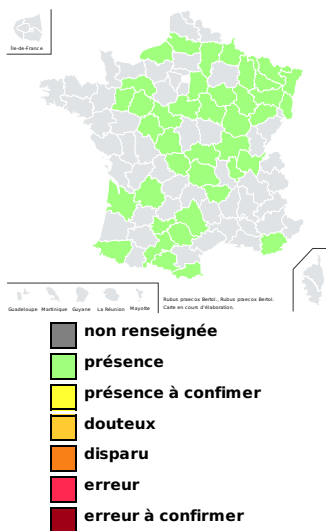 Île-de-France
Guadeloupe Martinique Guyane La Réunion Mayotte
Rubus praecox Bertol., Rubus praecox Bertol.
Carte en cours d'élaboration.
non renseignée
présence
présence à confimer
douteux
disparu
erreur
erreur à confirmer